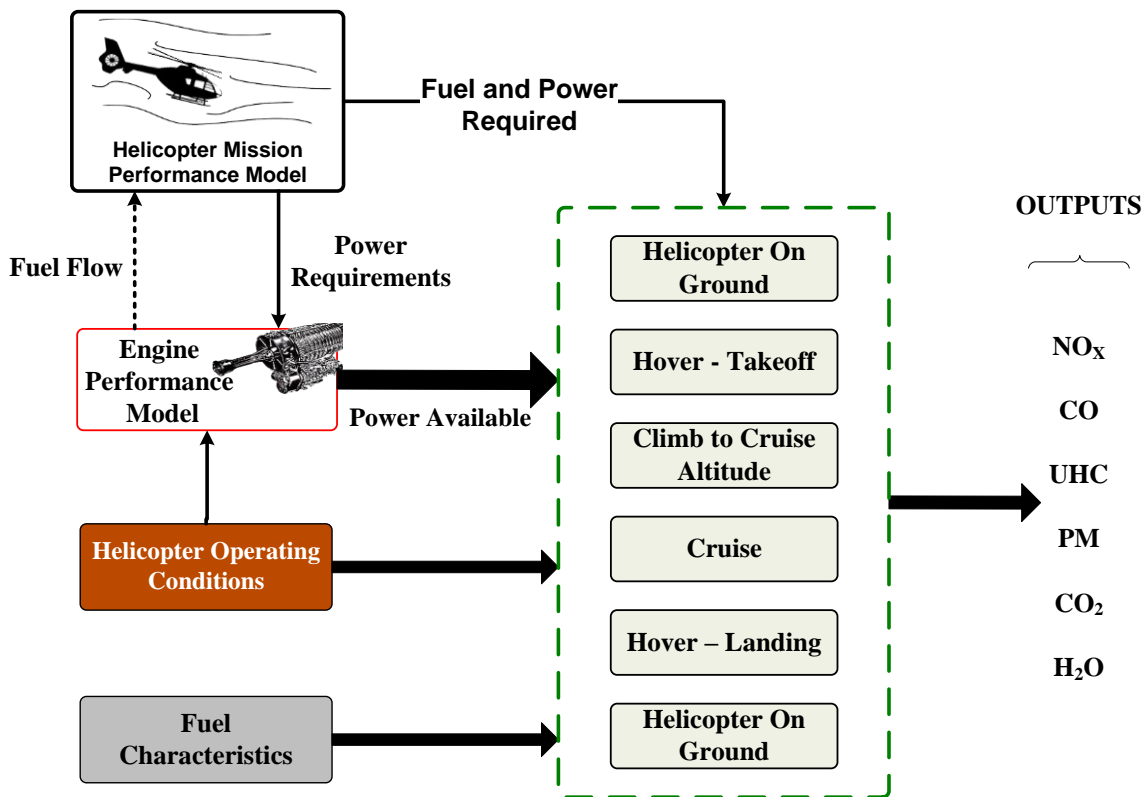 Helicopter Mission
Performance Model
Fuel and Power
Required
Fuel Flow
Power
Requirements
Engine
Performance
Model
Power Available
Helicopter Operating
Conditions
Fuel
Characteristics
Helicopter On
Ground
Hover - Takeoff
Climb to Cruise
Altitude
Cruise
Hover – Landing
Helicopter On
Ground
OUTPUTS
NOX
CO
UHC
PM
CO2
H2O